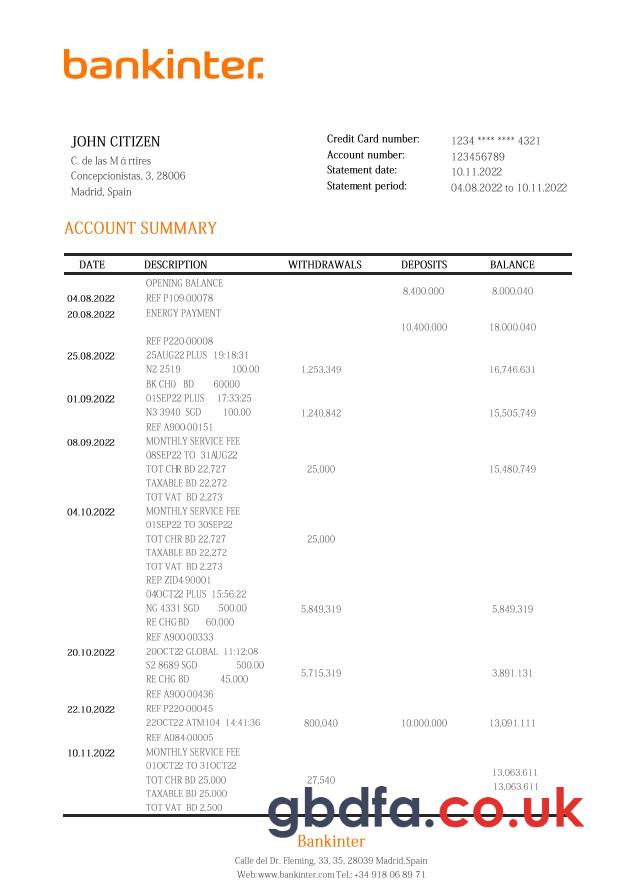 bankinter.
JOHN CITIZEN
C. de las M á rtires
Concepcionistas, 3, 28006
Madrid, Spain
Credit Card number: 1234 **** **** 4321
Account number: 123456789
Statement date: 10.11.2022
Statement period: 04.08.2022 to 10.11.2022
ACCOUNT SUMMARY
DATE DESCRIPTION WITHDRAWALS DEPOSITS BALANCE
OPENING BALANCE
8.400.000 8.000.040
04.08.2022 REF P109-00078
20.08.2022 ENERGY PAYMENT
10.400.000 18.000.040
REF P220-00008
25.08.2022 25AUG22 PLUS 19:18:31
N2 2519 100.00 1,253,349 16,746.631
BK CHO BD 60000
01.09.2022 01SEP22 PLUS 17:33:25
N3 3940 SGD 100.00 1,240,842 15,505,749
REF A900-00151
08.09.2022 MONTHLY SERVICE FEE
08SEP22 TO 31AUG22
TOT CHR BD 22,727 25,000 15,480,749
TAXABLE BD 22,272
TOT VAT BD 2,273
04.10.2022 MONTHLY SERVICE FEE
01SEP22 TO 30SEP22
TOT CHR BD 22,727 25,000
TAXABLE BD 22,272
TOT VAT BD 2,273
REP ZID4-90001
04OCT22 PLUS 15:56:22
NG 4331 SGD 500.00 5,849,319 5,849,319
RE CHG BD 60.000
REF A900-00333
20.10.2022 20OCT22 GLOBAL 11:12:08
S2 8689 SGD 500.00
5,715,319 3,891.131
RE CHG BD 45.000
REF A900-00436
22.10.2022 REF P220-00045
22OCT22 ATM104 14:41:36 800,040 10.000.000 13,091.111
REF A084-00005
10.11.2022 MONTHLY SERVICE FEE
01OCT22 TO 31OCT22
13,063.611
TOT CHR BD 25,000 27,540
13,063.611
TAXABLE BD 25,000
TOT VAT BD 2,500
gbdfa.co.uk
Bankinter
Calle del Dr. Fleming, 33, 35, 28039 Madrid,Spain
Web:www.bankinter.com Tel.: +34 918 06 89 71